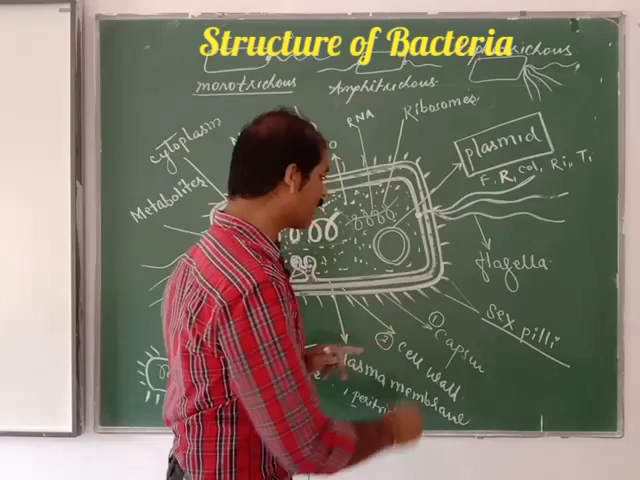 Structure of Bacteria
monotrichous
Amphitrichous
RNA
Ribosomes
cytoplasm
Metabolites
plasmid
F. R, col, Ri, Ti
flagella
sex pilli
① Capsul
② cell wall
plasma membrane